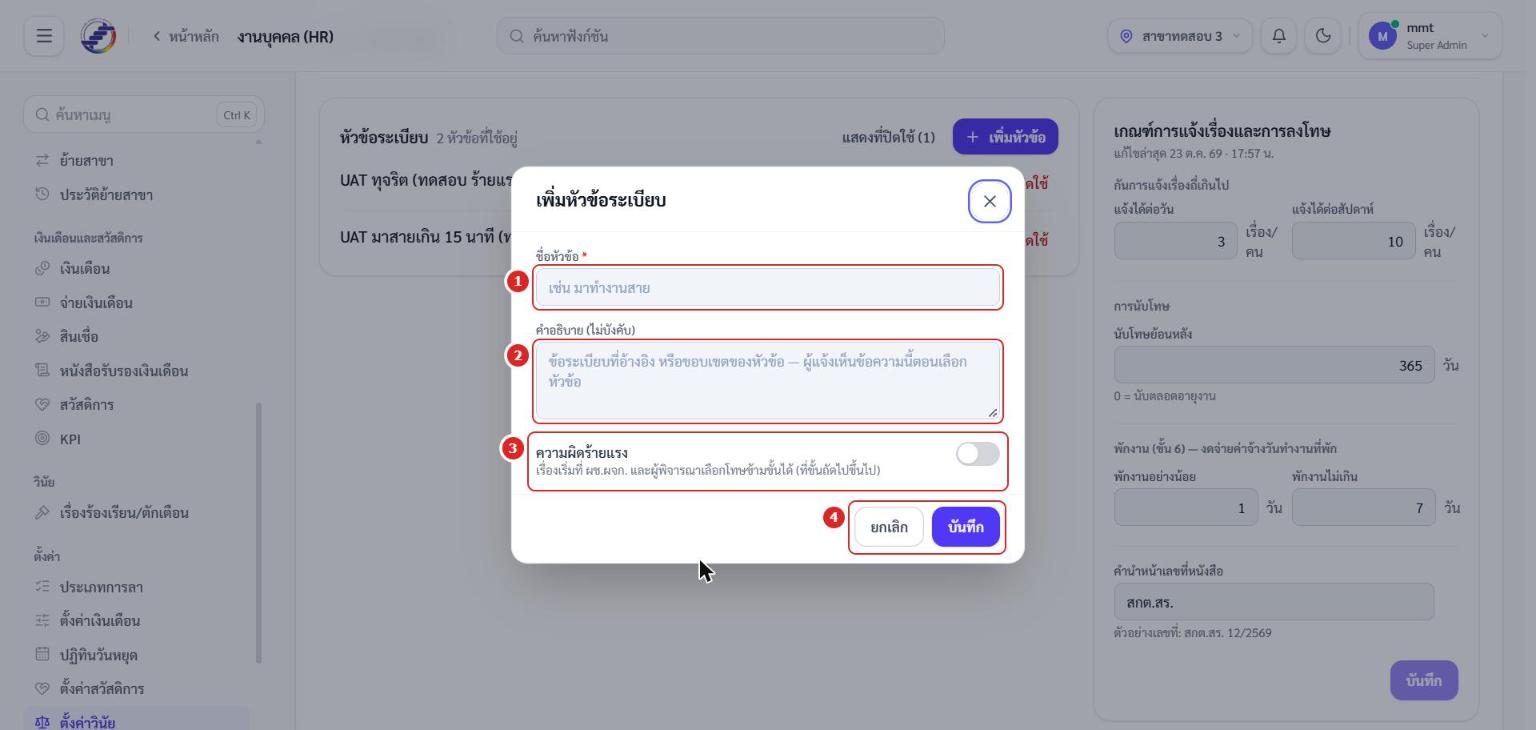 หน้าหลัก
งานบุคคล (HR)
ค้นหาฟังก์ชัน
สาขาทดสอบ 3
M
mmt
Super Admin
ค้นหาเมนู
Ctrl K
ย้ายสาขา
ประวัติย้ายสาขา
เงินเดือนและสวัสดิการ
เงินเดือน
จ่ายเงินเดือน
สินเชื่อ
หนังสือรับรองเงินเดือน
สวัสดิการ
KPI
วินัย
เรื่องร้องเรียน/ตักเตือน
ตั้งค่า
ประเภทการลา
ตั้งค่าเงินเดือน
ปฏิทินวันหยุด
ตั้งค่าสวัสดิการ
ตั้งค่าวินัย
หัวข้อระเบียบ 2 หัวข้อที่ใช้อยู่
แสดงที่ปิดใช้ (1)
+ เพิ่มหัวข้อ
UAT ทุจริต (ทดสอบ ร้ายแร
UAT มาสายเกิน 15 นาที (ท
เพิ่มหัวข้อระเบียบ
ชื่อหัวข้อ *
1
เช่น มาทำงานสาย
คำอธิบาย (ไม่บังคับ)
2
ข้อระเบียบที่อ้างอิง หรือขอบเขตของหัวข้อ — ผู้แจ้งเห็นข้อความนี้ตอนเลือก
หัวข้อ
3
ความผิดร้ายแรง
เรื่องเริ่มที่ ผช.ผจก. และผู้พิจารณาเลือกโทษข้ามขั้นได้ (ที่ขั้นถัดไปขึ้นไป)
4
ยกเลิก
บันทึก
เกณฑ์การแจ้งเรื่องและการลงโทษ
แก้ไขล่าสุด 23 ต.ค. 69 · 17:57 น.
กันการแจ้งเรื่องถี่เกินไป
แจ้งได้ต่อวัน
แจ้งได้ต่อสัปดาห์
3 เรื่อง/
คน
10 เรื่อง/
คน
การนับโทษ
นับโทษย้อนหลัง
365 วัน
0 = นับตลอดอายุงาน
พักงาน (ขั้น 6) — งดจ่ายค่าจ้างวันทำงานที่พัก
พักงานอย่างน้อย
พักงานไม่เกิน
1 วัน
7 วัน
คำนำหน้าเลขที่หนังสือ
สกต.สร.
ตัวอย่างเลขที่: สกต.สร. 12/2569
บันทึก